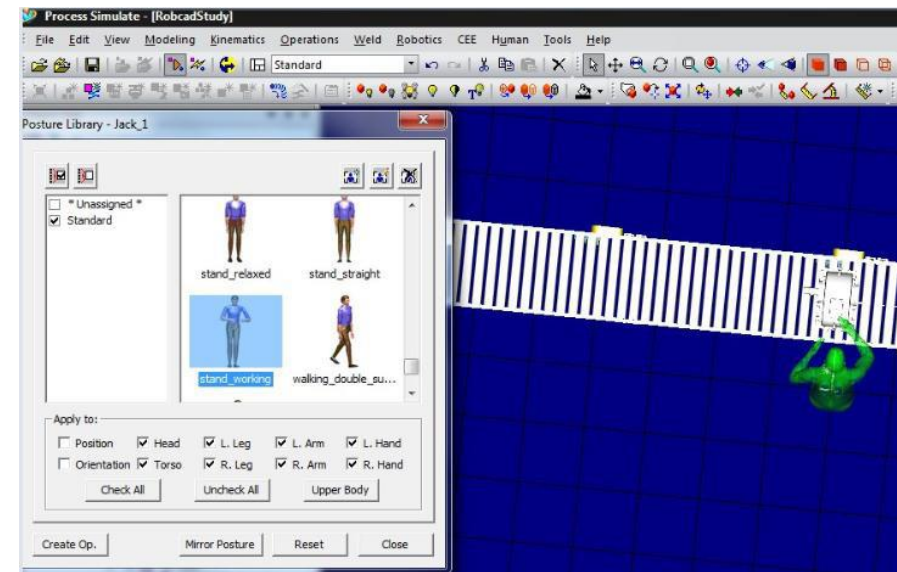 Process Simulate - [RobcadStudy]
File Edit View Modeling Kinematics Operations Weld Robotics CEE Human Tools Help
Standard
Posture Library - Jack_1
* Unassigned *
Standard
stand_relaxed stand_straight
stand_working walking_double_su...
Apply to:
Position Head L. Leg L. Arm L. Hand
Orientation Torso R. Leg R. Arm R. Hand
Check All Uncheck All Upper Body
Create Op. Mirror Posture Reset Close